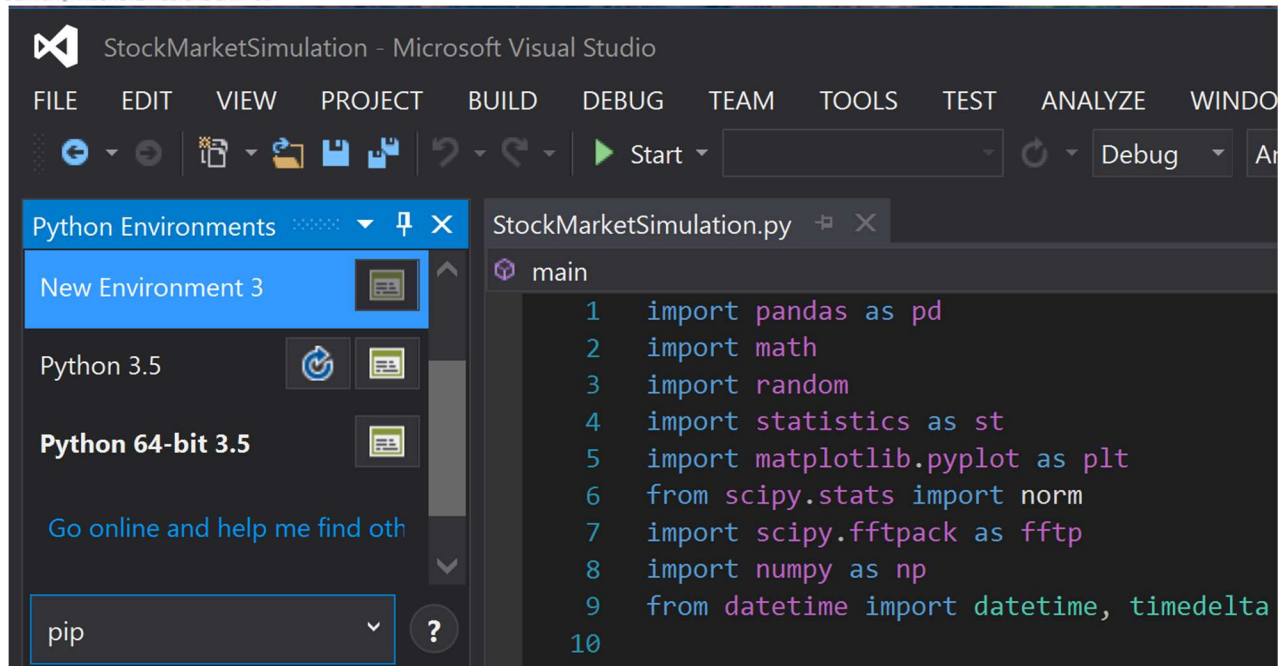 StockMarketSimulation - Microsoft Visual Studio
FILE EDIT VIEW PROJECT BUILD DEBUG TEAM TOOLS TEST ANALYZE WINDO
Start Debug
Python Environments
New Environment 3
Python 3.5
Python 64-bit 3.5
Go online and help me find oth
pip
?
StockMarketSimulation.py
main
1 import pandas as pd
2 import math
3 import random
4 import statistics as st
5 import matplotlib.pyplot as plt
6 from scipy.stats import norm
7 import scipy.fftpack as fftp
8 import numpy as np
9 from datetime import datetime, timedelta
10